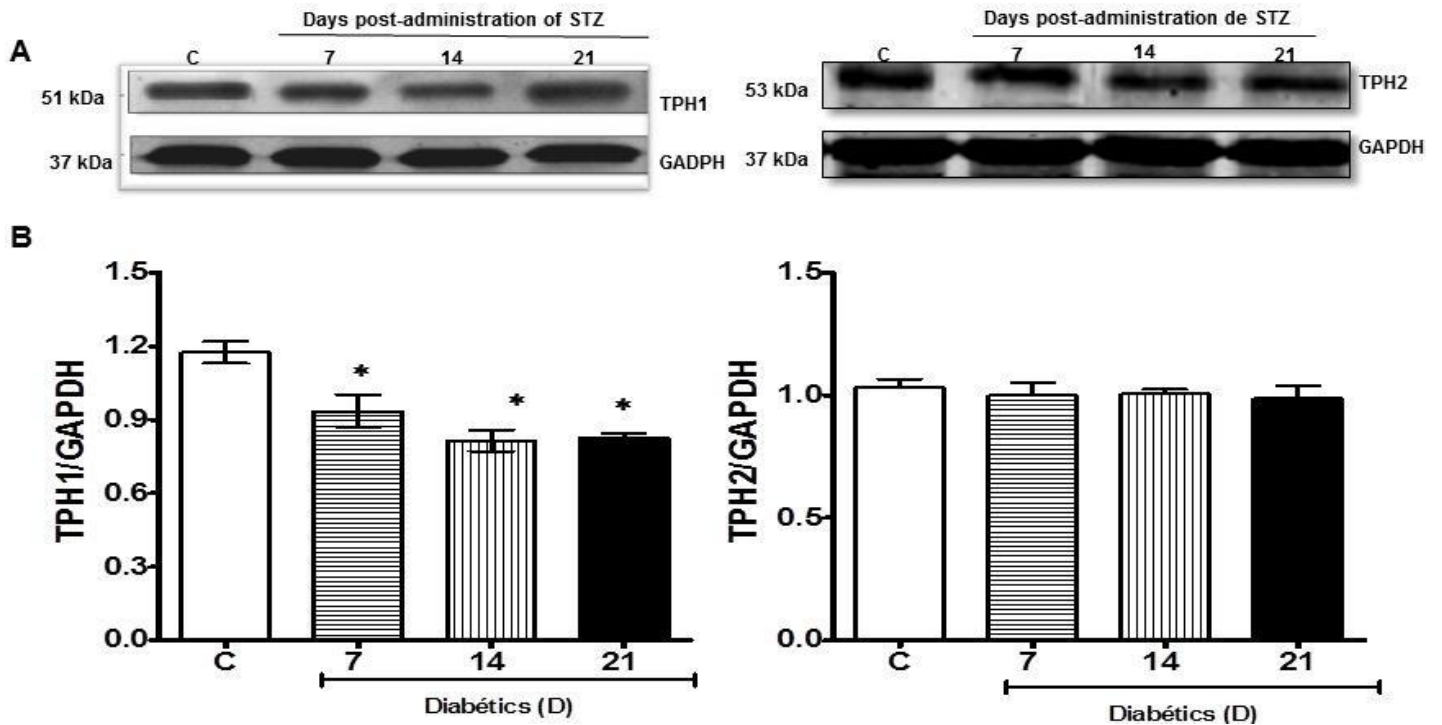 Days post-administration of STZ
Days post-administration de STZ
A
C 7 14 21
C 7 14 21
51 kDa
TPH1
53 kDa
TPH2
37 kDa
GADPH
37 kDa
GAPDH
B
TPH1/GAPDH
1.5
1.2
0.9
0.6
0.3
0.0
* * *
C 7 14 21
Diabétics (D)
TPH2/GAPDH
1.5
1.0
0.5
0.0
C 7 14 21
Diabétics (D)